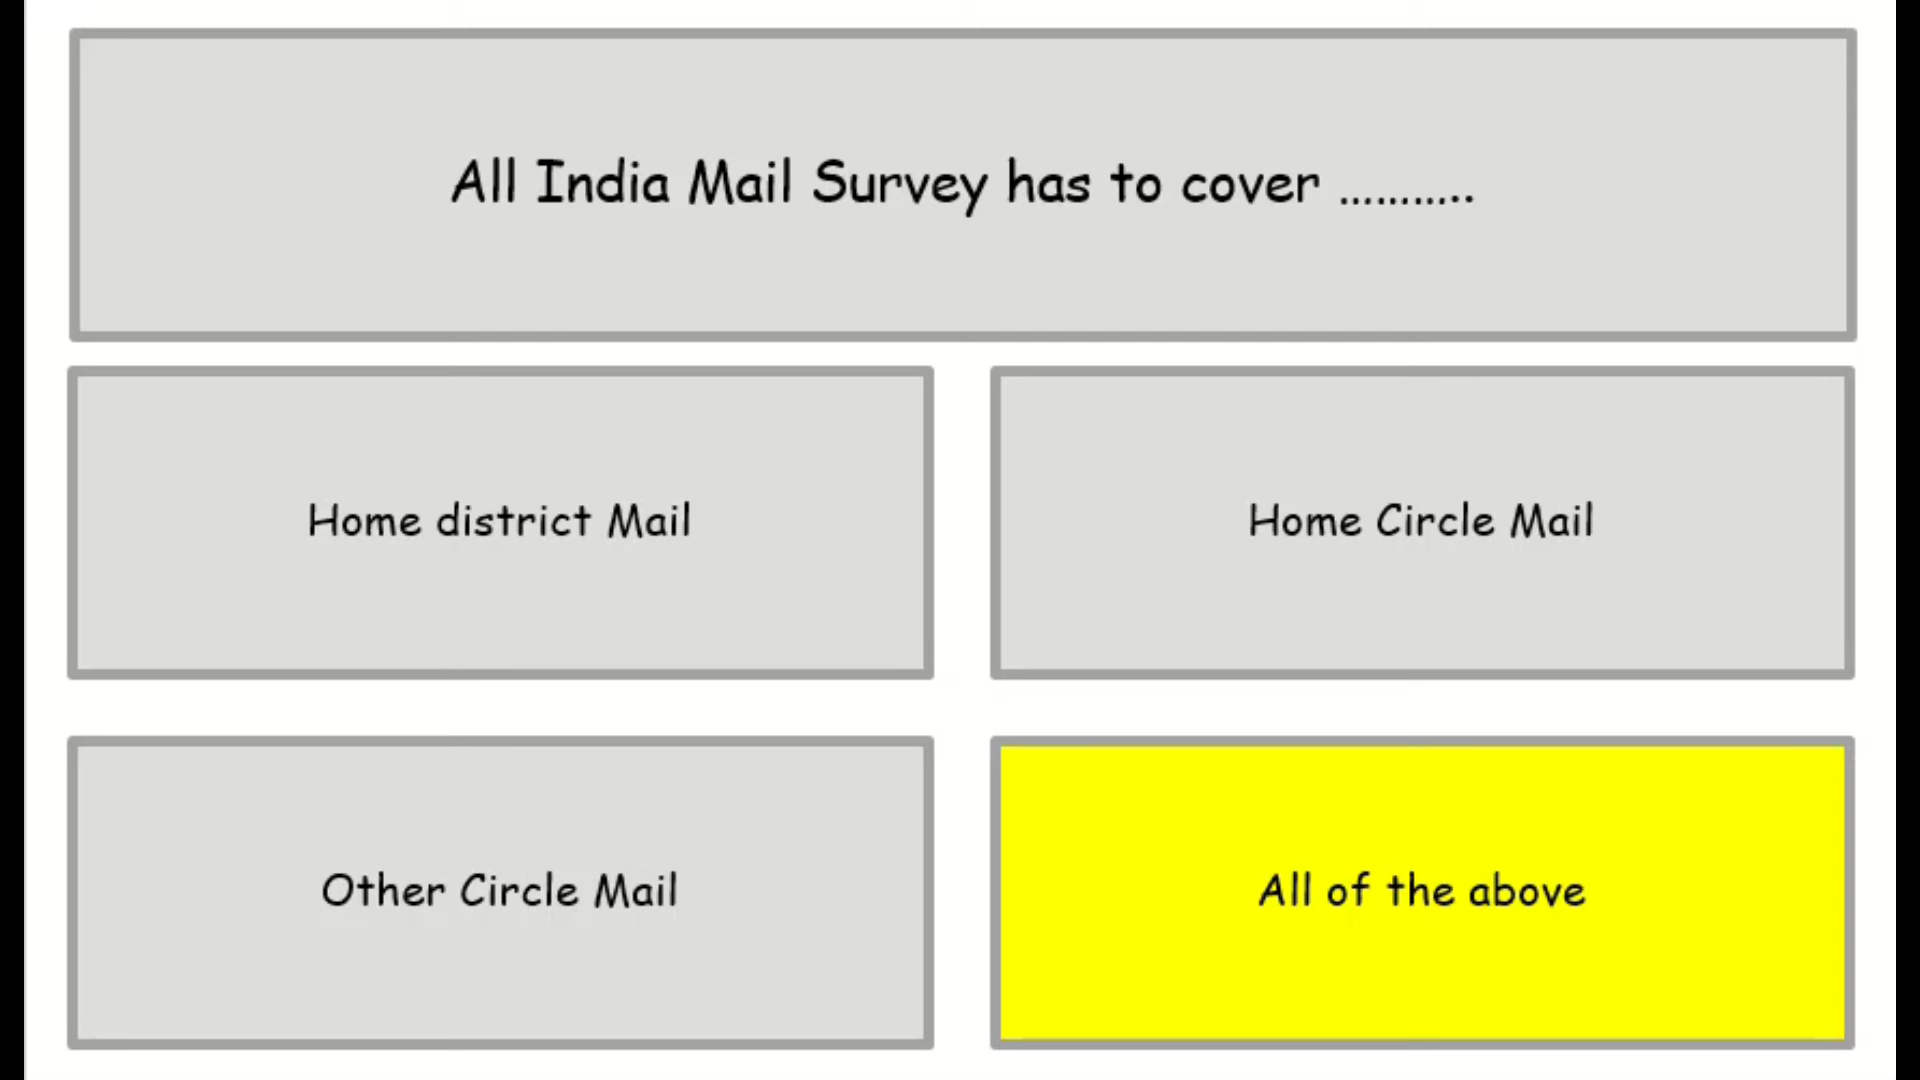 All India Mail Survey has to cover ………..
Home district Mail
Home Circle Mail
Other Circle Mail
All of the above